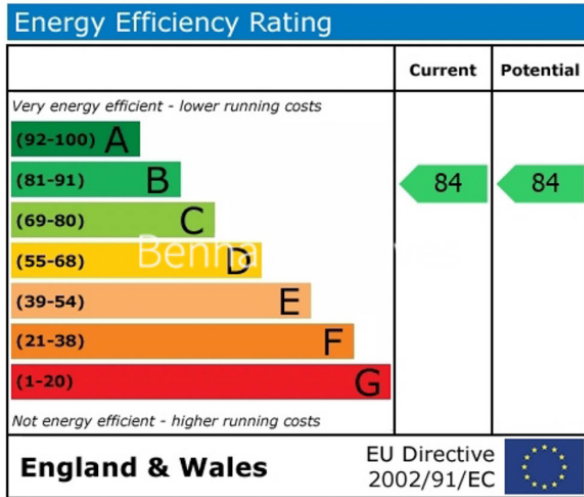 Energy Efficiency Rating
Current Potential
Very energy efficient - lower running costs
(92-100) A
(81-91) B 84 84
(69-80) C
(55-68) D
(39-54) E
(21-38) F
(1-20) G
Not energy efficient - higher running costs
England & Wales
EU Directive
2002/91/EC